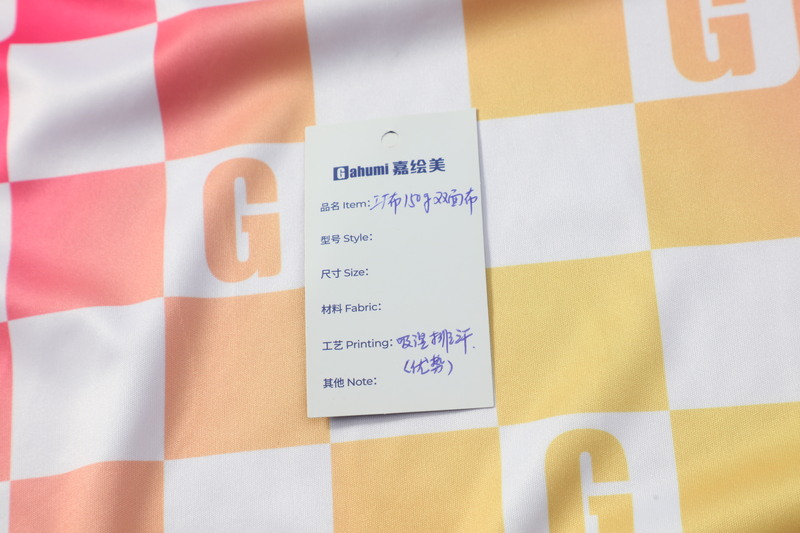 G
G
Gahumi 嘉绘美
品名 Item: 订布150g双面布
型号 Style:
尺寸 Size:
材料 Fabric:
工艺 Printing: 吸湿排汗.
(优势)
其他 Note:
G